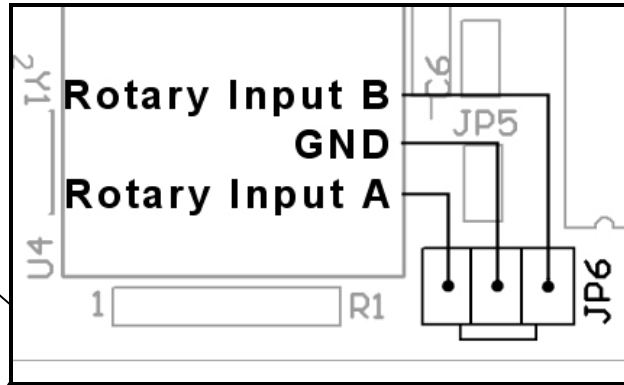 2Y1
Rotary Input B
C6
GND
JP5
Rotary Input A
U4
1
R1
JP6